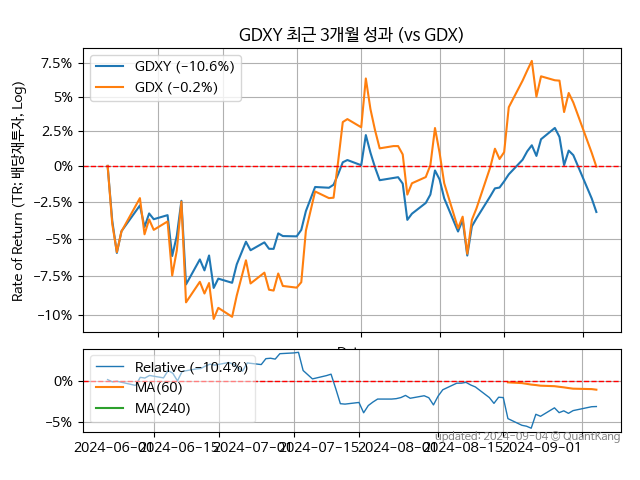 GDXY 최근 3개월 성과 (vs GDX)
Rate of Return (TR: 배당재투자, Log)
7.5%
5%
2.5%
0%
−2.5%
−5%
−7.5%
−10%
GDXY (−10.6%)
GDX (−0.2%)
0%
−5%
Relative (−10.4%)
MA(60)
MA(240)
2024−06−01
2024−06−15
2024−07−01
2024−07−15
2024−08−01
2024−08−15
2024−09−01
Updated: 2024−09−04 © QuantKang